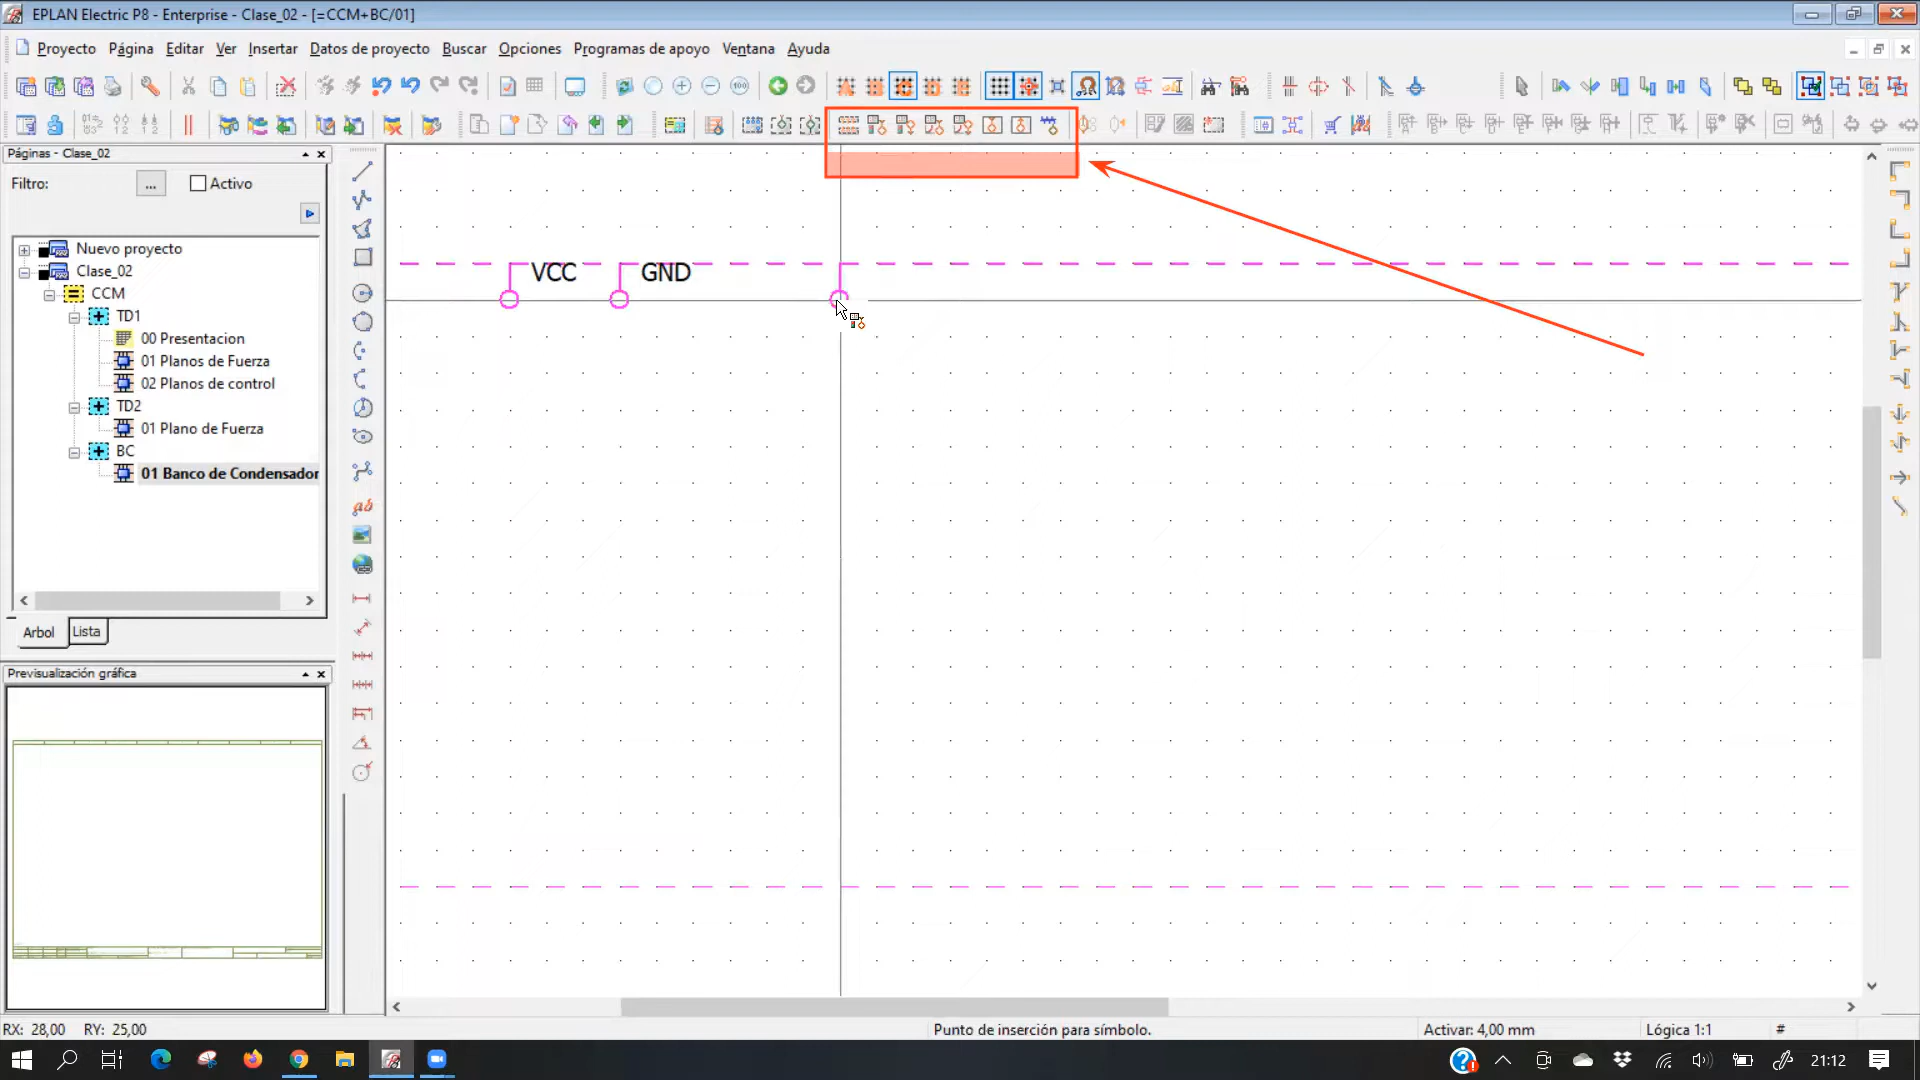 EPLAN Electric P8 - Enterprise - Clase_02 - [=CCM+BC/01]
Proyecto Página Editar Ver Insertar Datos de proyecto Buscar Opciones Programas de apoyo Ventana Ayuda
100
Páginas - Clase_02
Filtro: ... Activo
Nuevo proyecto
Clase_02
CCM
TD1
00 Presentacion
01 Planos de Fuerza
02 Planos de control
TD2
01 Plano de Fuerza
BC
01 Banco de Condensador
Arbol Lista
Previsualización gráfica
ab
VCC GND
RX: 28,00 RY: 25,00 Punto de inserción para símbolo. Activar: 4,00 mm Lógica 1:1 #
21:12